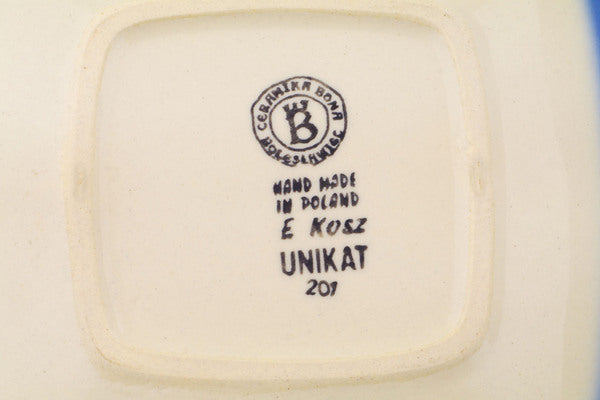 CERAMIKA BONA
B
BOLESŁAWIEC
HAND MADE
IN POLAND
E KOSZ
UNIKAT
201